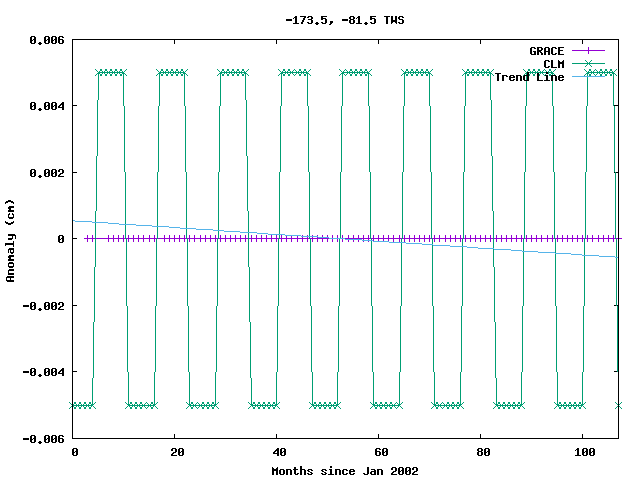 -173.5, -81.5 TWS
0.006
0.004
0.002
0
-0.002
-0.004
-0.006
Anomaly (cm)
GRACE
CLM
Trend Line
0 20 40 60 80 100
Months since Jan 2002